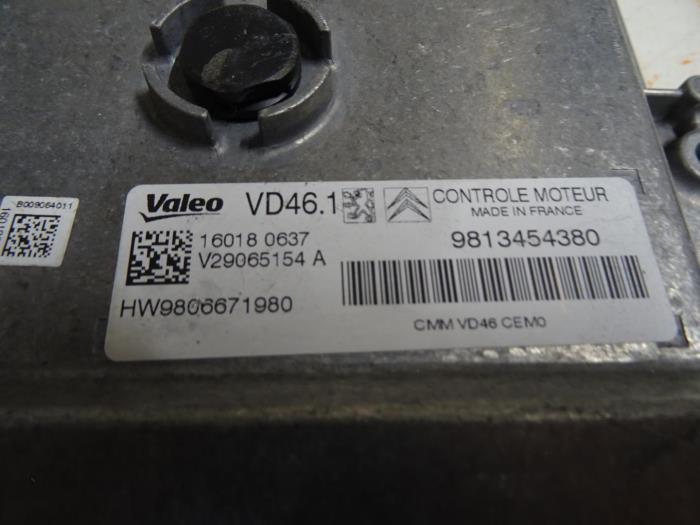 B009064011
Valeo VD46.1 CONTROLE MOTEUR
MADE IN FRANCE
16018 0637 9813454380
V29065154 A
HW9806671980
CMM VD46 CEM0